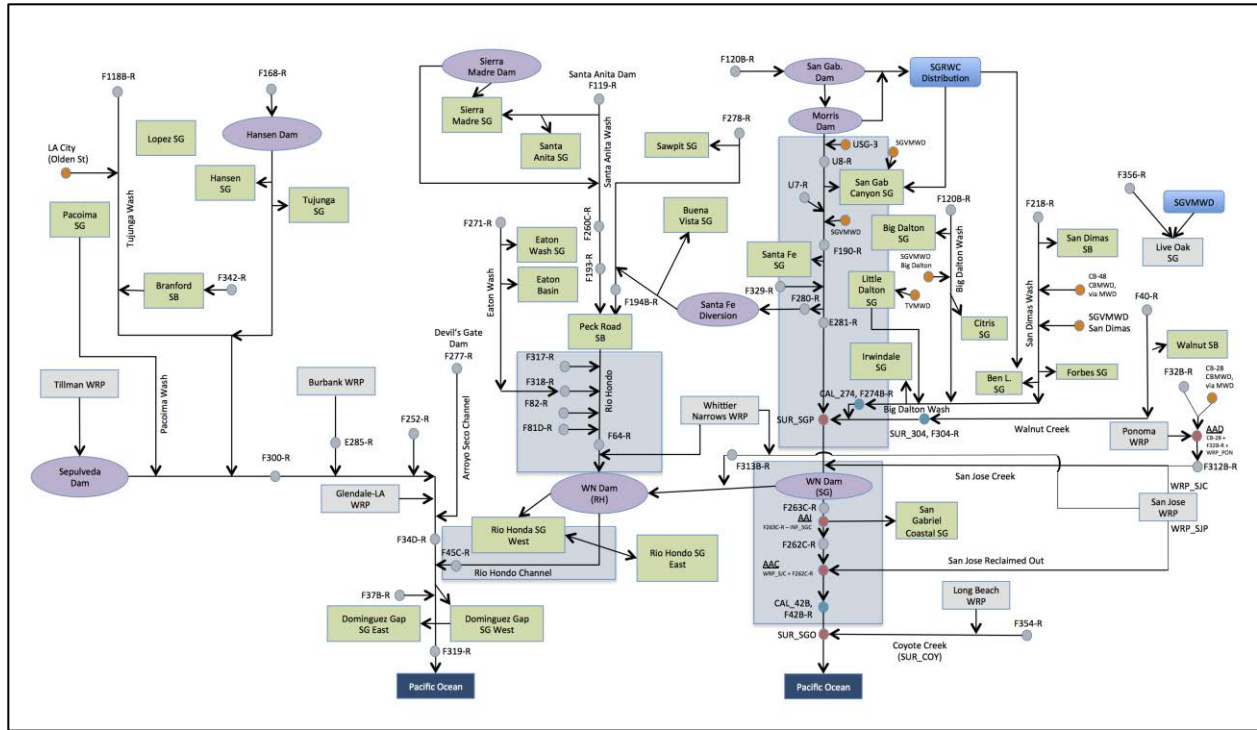 F118B-R
F168-R
LA City
(Olden St)
Lopez SG
Hansen Dam
Hansen
SG
Tujunga
SG
Pacoima
SG
Tujunga Wash
Branford
SB
F342-R
Tillman WRP
Pacoima Wash
Burbank WRP
E285-R
F252-R
Sepulveda
Dam
F300-R
Glendale-LA
WRP
F34D-R
F37B-R
Dominguez Gap
SG East
Dominguez Gap
SG West
F319-R
Pacific Ocean
Sierra
Madre Dam
Santa Anita Dam
F119-R
Sierra
Madre SG
Santa
Anita SG
Santa Anita Wash
F278-R
Sawpit SG
F271-R
Eaton
Wash SG
Eaton
Basin
Eaton Wash
F260C-R
F193-R
F194B-R
Buena
Vista SG
Devil's Gate
Dam
F277-R
Arroyo Seco Channel
Peck Road
SB
F317-R
F318-R
F82-R
F81D-R
Rio Hondo
F64-R
Whittier
Narrows WRP
WN Dam
(RH)
Rio Honda SG
West
Rio Hondo SG
East
F45C-R
Rio Hondo Channel
F120B-R
San Gab.
Dam
SGRWC
Distribution
Morris
Dam
USG-3
SGVMWD
U8-R
San Gab
Canyon SG
U7-R
SGVMWD
F190-R
Santa Fe
SG
F329-R
F280-R
Santa Fe
Diversion
E281-R
F120B-R
Big Dalton
SG
SGVMWD
Big Dalton
Big Dalton Wash
Little
Dalton
SG
TVMWD
Citris
SG
Irwindale
SG
CAL_274, F274B-R
Big Dalton Wash
SUR_SGP
SUR_304, F304-R
Walnut Creek
F218-R
San Dimas
SB
CB-48
CBMWD,
via MWD
San Dimas Wash
SGVMWD
San Dimas
Ben L.
SG
Forbes SG
F356-R
SGVMWD
Live Oak
SG
F40-R
Walnut SB
F32B-R
CB-28
CBMWD,
via MWD
Ponoma
WRP
AAD
CB-28 +
F32B-R +
WRP_PON
F312B-R
F313B-R
San Jose Creek
WRP_SJC
San Jose
WRP
WRP_SJP
WN Dam
(SG)
F263C-R
AAI
F263C-R – INF_SGC
San
Gabriel
Coastal SG
F262C-R
AAC
WRP_SJC + F262C-R
San Jose Reclaimed Out
CAL_42B,
F42B-R
Long Beach
WRP
SUR_SGO
F354-R
Coyote Creek
(SUR_COY)
Pacific Ocean